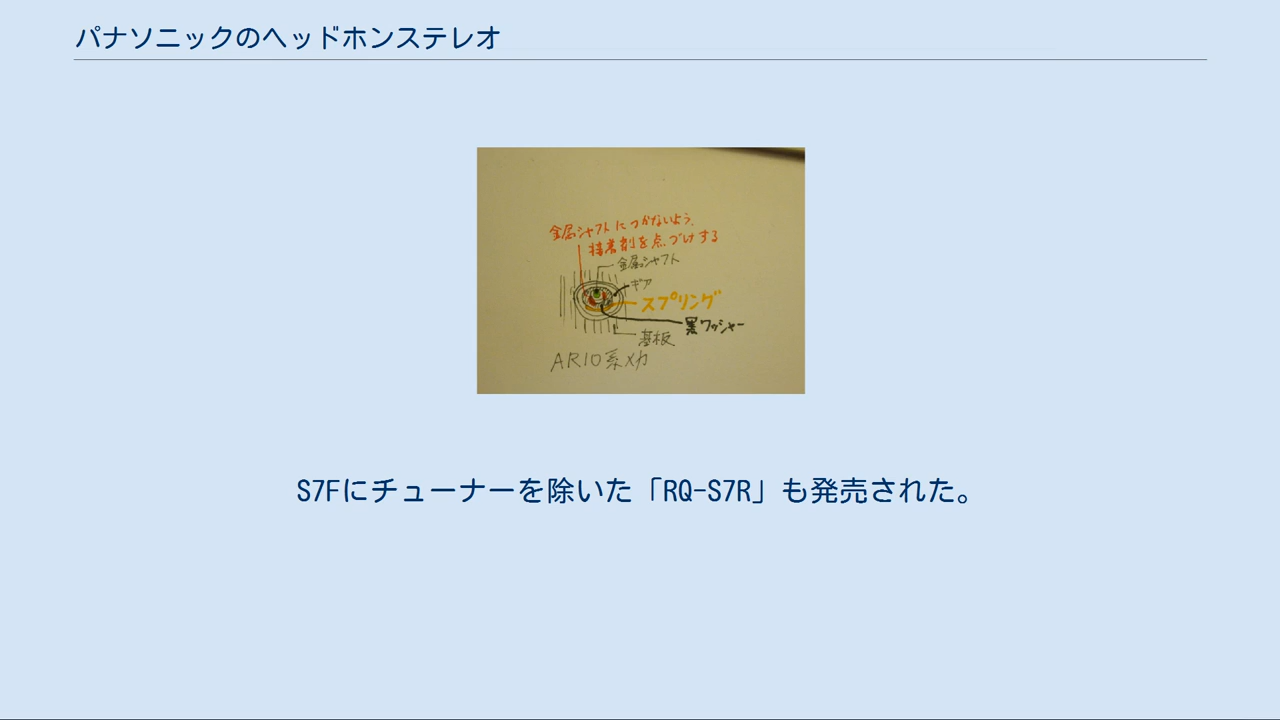 パナソニックのヘッドホンステレオ
金属シャフトにつかないよう、
接着剤を点づけする
金属シャフト
ギア
スプリング
黒ワッシャー
基板
AR10系メカ
S7Fにチューナーを除いた「RQ-S7R」も発売された。